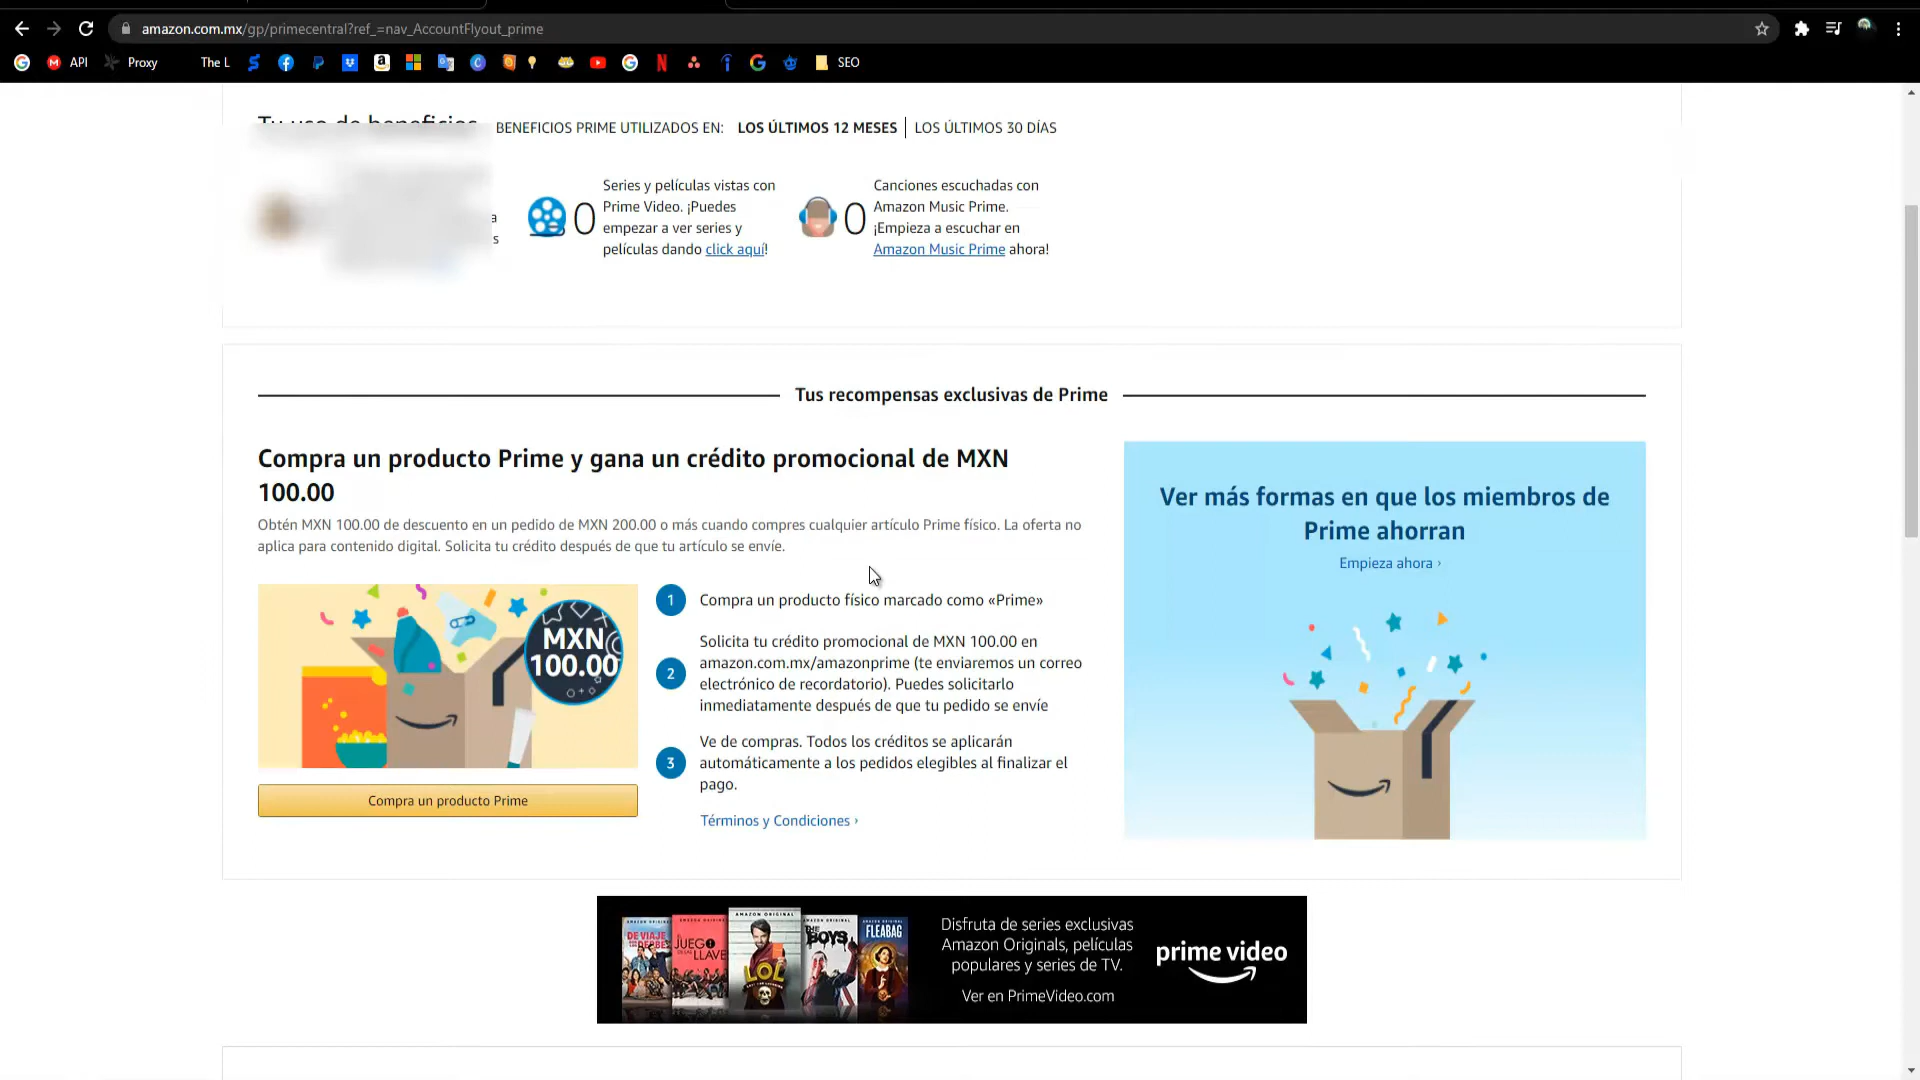 amazon.com.mx/gp/primecentral?ref_=nav_AccountFlyout_prime
API
Proxy
The L
SEO
Tu uso de beneficios
BENEFICIOS PRIME UTILIZADOS EN: LOS ÚLTIMOS 12 MESES | LOS ÚLTIMOS 30 DÍAS
a
s
0
Series y películas vistas con
Prime Video. ¡Puedes
empezar a ver series y
películas dando click aquí!
0
Canciones escuchadas con
Amazon Music Prime.
¡Empieza a escuchar en
Amazon Music Prime ahora!
Tus recompensas exclusivas de Prime
Compra un producto Prime y gana un crédito promocional de MXN
100.00
Obtén MXN 100.00 de descuento en un pedido de MXN 200.00 o más cuando compres cualquier artículo Prime físico. La oferta no
aplica para contenido digital. Solicita tu crédito después de que tu artículo se envíe.
MXN
100.00
Compra un producto Prime
1
Compra un producto físico marcado como «Prime»
2
Solicita tu crédito promocional de MXN 100.00 en
amazon.com.mx/amazonprime (te enviaremos un correo
electrónico de recordatorio). Puedes solicitarlo
inmediatamente después de que tu pedido se envíe
3
Ve de compras. Todos los créditos se aplicarán
automáticamente a los pedidos elegibles al finalizar el
pago.
Términos y Condiciones ›
Ver más formas en que los miembros de
Prime ahorran
Empieza ahora ›
DE VIAJE
JUEGO
LLAVE
AMAZON ORIGINAL
LOL
THE BOYS
FLEABAG
Disfruta de series exclusivas
Amazon Originals, películas
populares y series de TV.
Ver en PrimeVideo.com
prime video